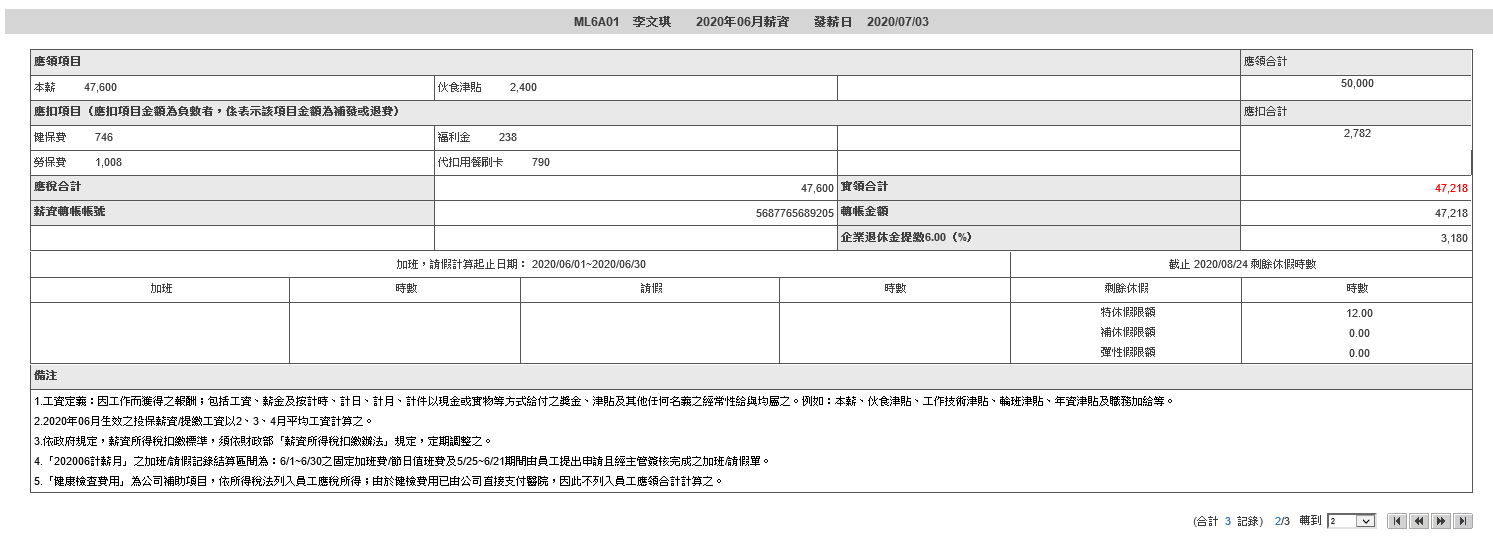 ML6A01 李文琪 2020年06月薪資 發薪日 2020/07/03
應領項目 應領合計
本薪 47,600 伙食津貼 2,400 50,000
應扣項目（應扣項目金額為負數者，係表示該項目金額為補發或退費） 應扣合計
健保費 746 福利金 238 2,782
勞保費 1,008 代扣用餐刷卡 790
應稅合計 47,600 實領合計 47,218
薪資轉帳帳號 5687765689205 轉帳金額 47,218
企業退休金提繳6.00（%） 3,180
加班，請假計算起止日期： 2020/06/01~2020/06/30 截止 2020/08/24 剩餘休假時數
加班 時數 請假 時數 剩餘休假 時數
特休假限額 12.00
補休假限額 0.00
彈性假限額 0.00
備注
1.工資定義：因工作而獲得之報酬；包括工資、薪金及按計時、計日、計月、計件以現金或實物等方式給付之獎金、津貼及其他任何名義之經常性給與均屬之。例如：本薪、伙食津貼、工作技術津貼、輪班津貼、年資津貼及職務加給等。
2.2020年06月生效之投保薪資/提繳工資以2、3、4月平均工資計算之。
3.依政府規定，薪資所得稅扣繳標準，須依財政部「薪資所得稅扣繳辦法」規定，定期調整之。
4.「202006計薪月」之加班/請假記錄結算區間為：6/1~6/30之固定加班費/節日值班費及5/25~6/21期間由員工提出申請且經主管簽核完成之加班/請假單。
5.「健康檢查費用」為公司補助項目，依所得稅法列入員工應稅所得；由於健檢費用已由公司直接支付醫院，因此不列入員工應領合計計算之。
(合計 3 記錄) 2/3 轉到 2